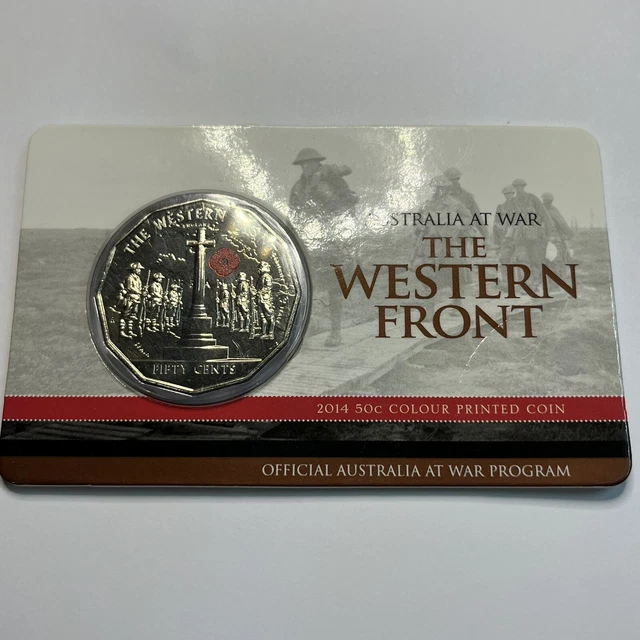 THE WESTERN
FIFTY CENTS
AUSTRALIA AT WAR
THE
WESTERN
FRONT
2014 50c COLOUR PRINTED COIN
OFFICIAL AUSTRALIA AT WAR PROGRAM